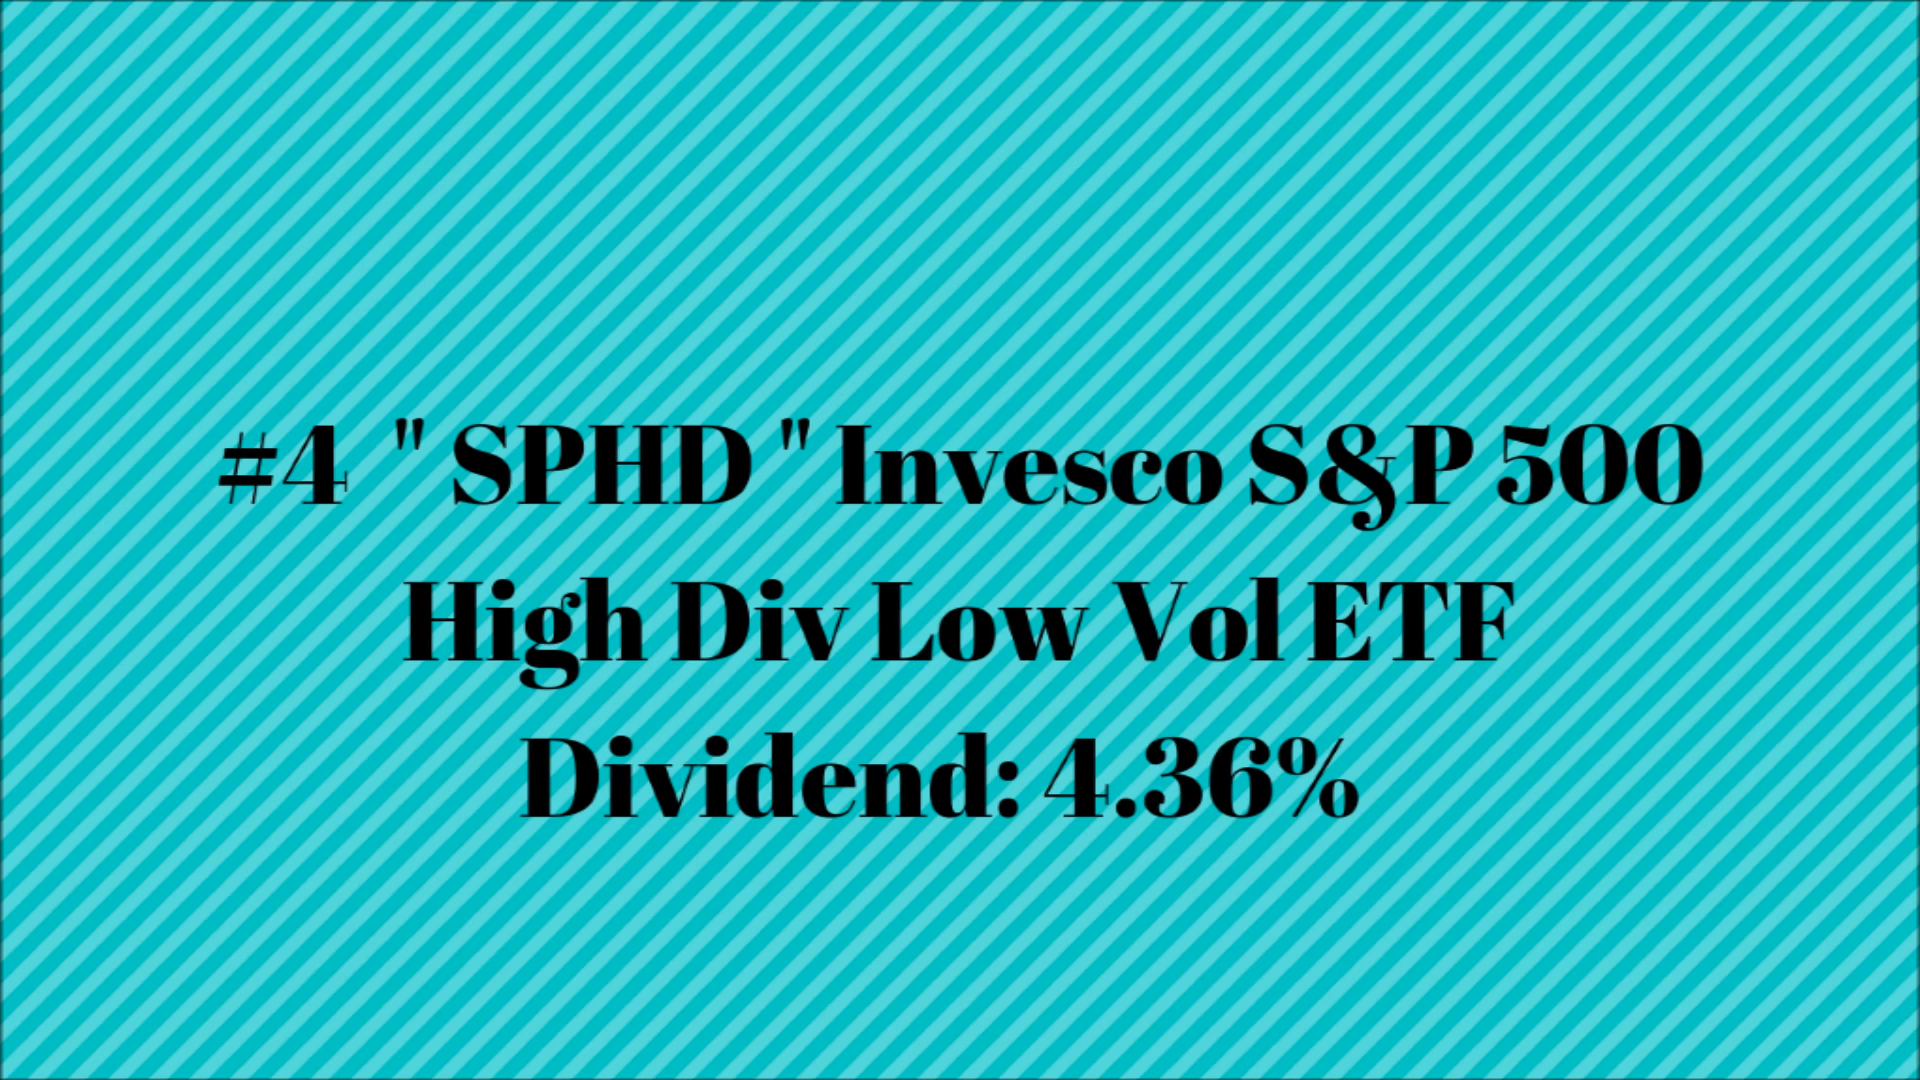 #4 " SPHD " Invesco S&P 500
High Div Low Vol ETF
Dividend: 4.36%